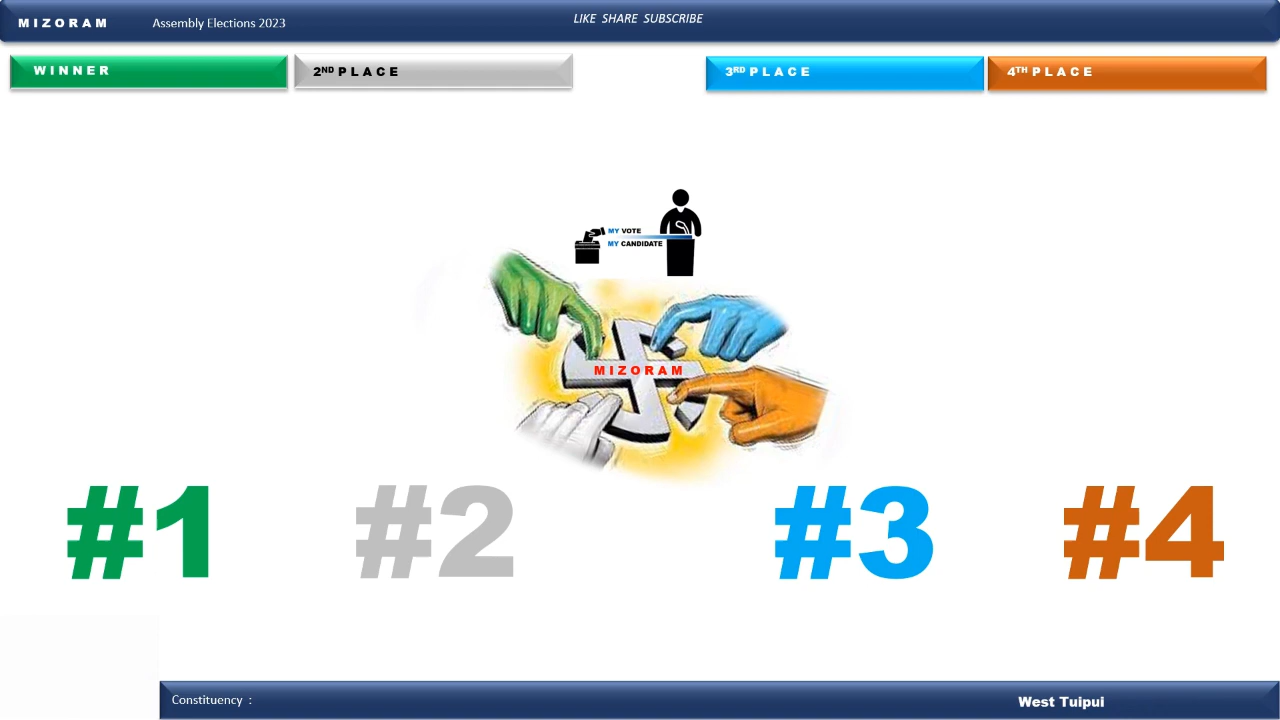 MIZORAM Assembly Elections 2023 LIKE SHARE SUBSCRIBE
WINNER 2ND PLACE 3RD PLACE 4TH PLACE
MY VOTE
MY CANDIDATE
MIZORAM
#1 #2 #3 #4
Constituency : West Tuipui